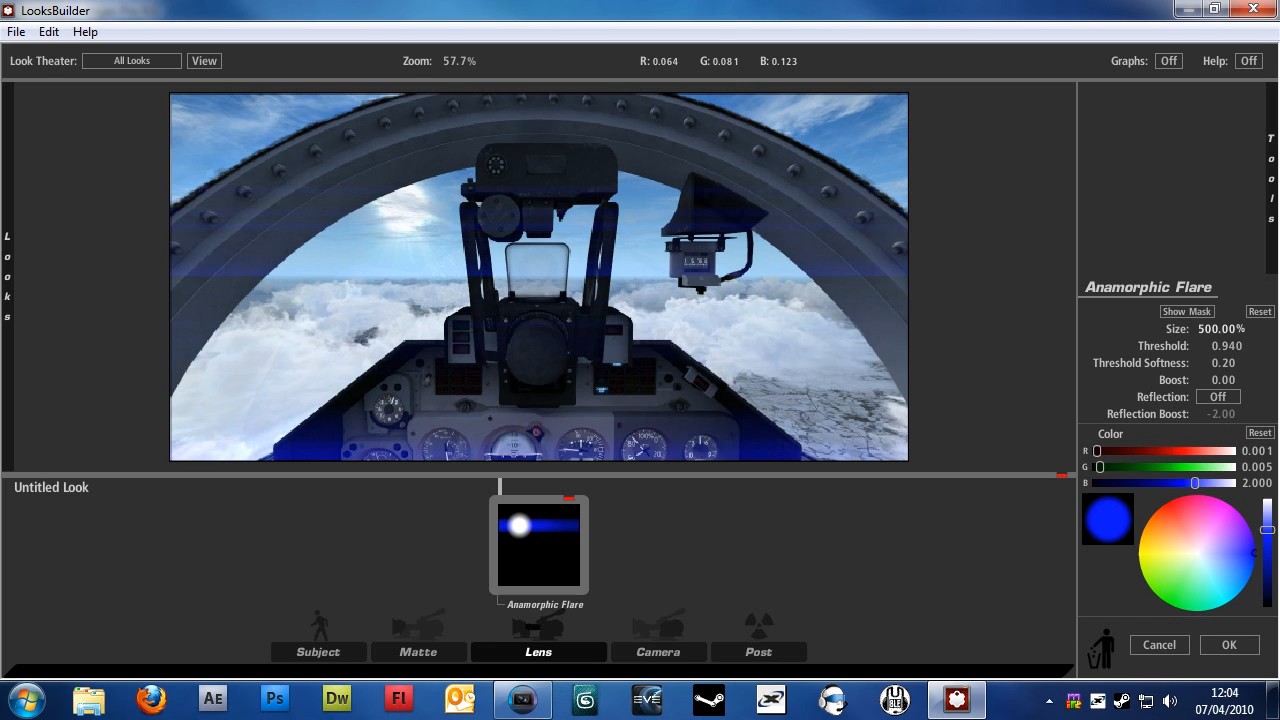 LooksBuilder
File Edit Help
Look Theater: All Looks View Zoom: 57.7% R: 0.064 G: 0.081 B: 0.123 Graphs: Off Help: Off
Looks
Tools
Anamorphic Flare
Show Mask Reset
Size: 500.00%
Threshold: 0.940
Threshold Softness: 0.20
Boost: 0.00
Reflection: Off
Reflection Boost: -2.00
Color Reset
R 0.001
G 0.005
B 2.000
Untitled Look
Anamorphic Flare
Subject Matte Lens Camera Post
Cancel OK
AE Ps Dw Fl EVE
12:04
07/04/2010